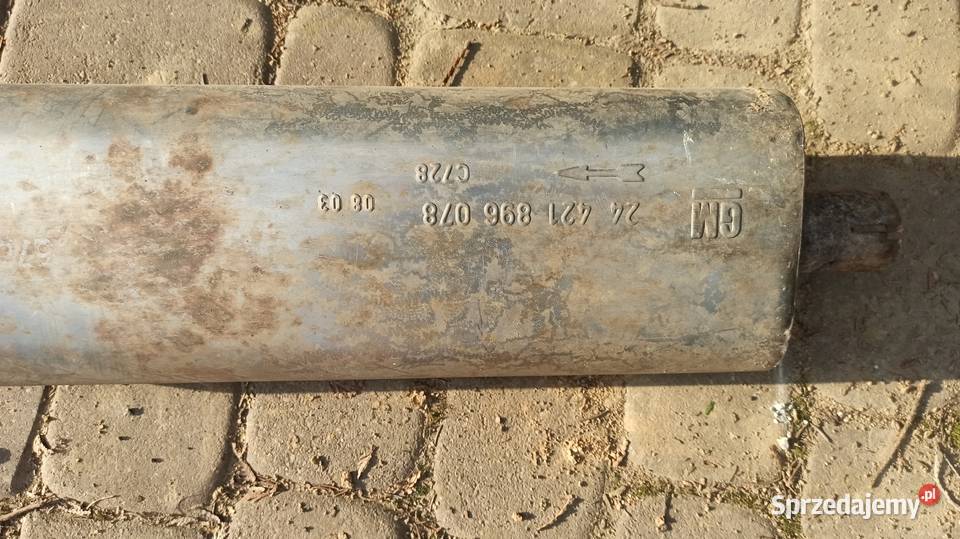 GM 24 421 896 078 08 03
C728
Sprzedajemy.pl